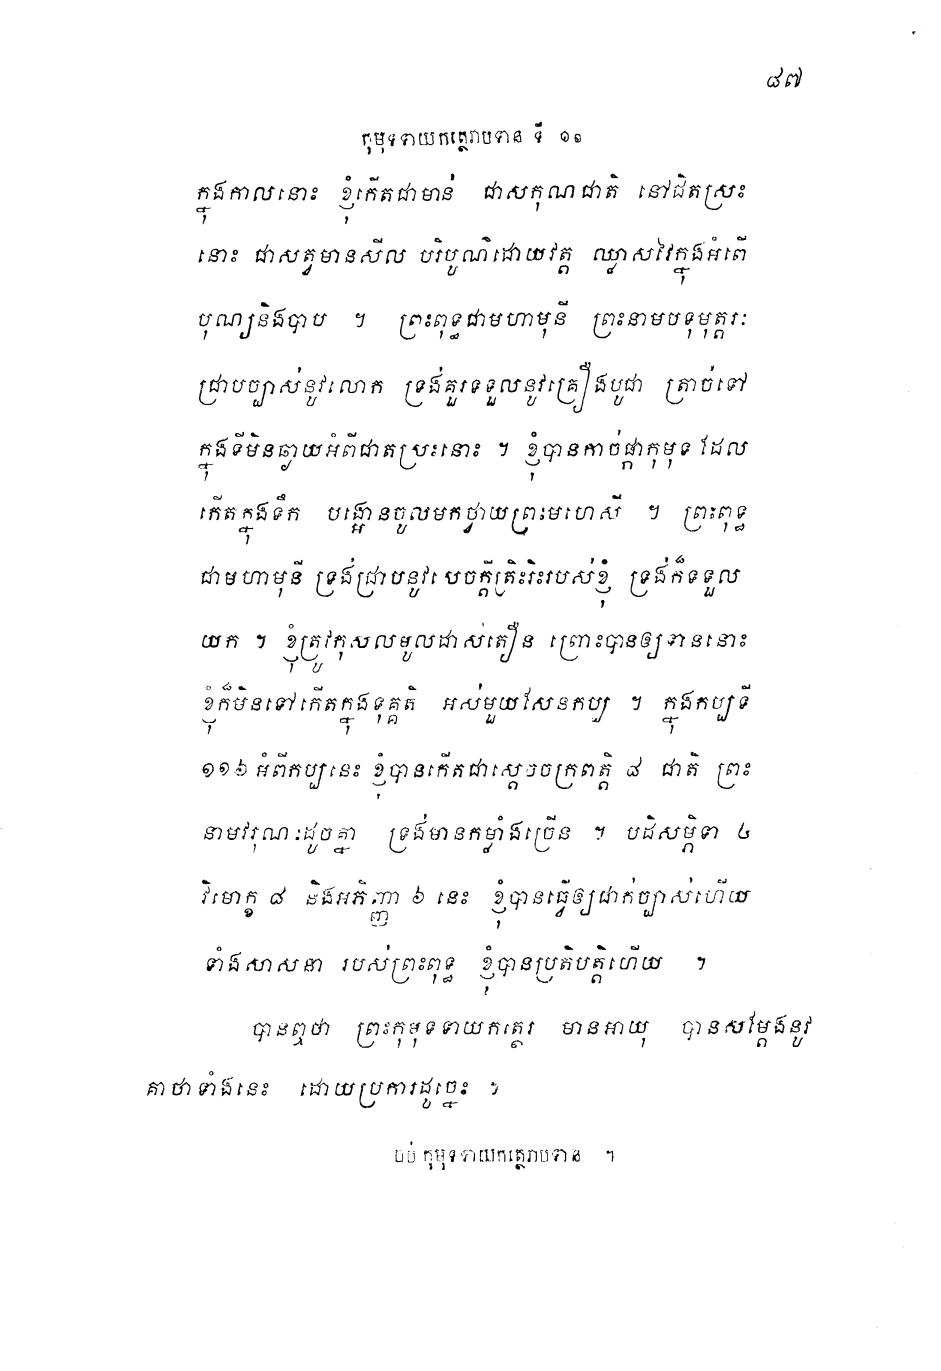 ៨៧
កុមុទទាយកត្ថេរាបទាន ទី ១១
ក្នុងកាលនោះ ខ្ញុំកើតជាមាន់ ជាសកុណជាតិ នៅជិតស្រះ
នោះ ជាសត្វមានសីល បរិបូណ៌ដោយវត្ត ឈ្លាសវៃក្នុងអំពើ
បុណ្យនិងបាប ។ ព្រះពុទ្ធជាមហាមុនី ព្រះនាមបទុមុត្តរៈ
ជ្រាបច្បាស់នូវលោក ទ្រង់គួរទទួលនូវគ្រឿងបូជា ត្រាច់ទៅ
ក្នុងទីមិនឆ្ងាយអំពីជាតស្រះនោះ ។ ខ្ញុំបានកាច់ផ្កាកុមុទ ដែល
កើតក្នុងទឹក បង្អោនចូលមកថ្វាយព្រះមហេសី ។ ព្រះពុទ្ធ
ជាមហាមុនី ទ្រង់ជ្រាបនូវសេចក្តីត្រិះរិះរបស់ខ្ញុំ ទ្រង់ក៏ទទួល
យក ។ ខ្ញុំត្រូវកុសលមូលដាស់តឿន ព្រោះបានឲ្យទាននោះ
ខ្ញុំក៏មិនទៅកើតក្នុងទុគ្គតិ អស់មួយសែនកប្ប ។ ក្នុងកប្បទី
១១៦ អំពីកប្បនេះ ខ្ញុំបានកើតជាស្តេចចក្រពត្តិ ៨ ជាតិ ព្រះ
នាមវរុណៈដូចគ្នា ទ្រង់មានកម្លាំងច្រើន ។ បដិសម្ភិទា ៤
វិមោក្ខ ៨ និងអភិញ្ញា ៦ នេះ ខ្ញុំបានធ្វើឲ្យជាក់ច្បាស់ហើយ
ទាំងសាសនា របស់ព្រះពុទ្ធ ខ្ញុំបានប្រតិបត្តិហើយ ។
បានឮថា ព្រះកុមុទទាយកត្ថេរ មានអាយុ បានសម្តែងនូវ
គាថាទាំងនេះ ដោយប្រការដូច្នេះ ។
ចប់ កុមុទទាយកត្ថេរាបទាន ។